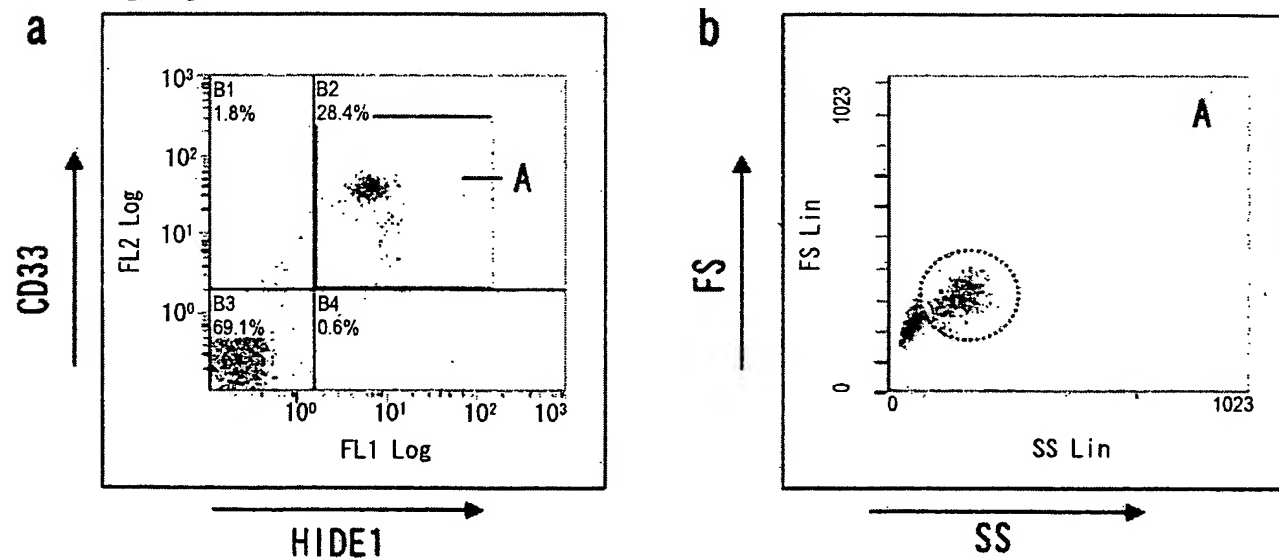 a
CD33
FL2 Log
10³
10²
10¹
10⁰
B1
1.8%
B2
28.4%
A
B3
69.1%
B4
0.6%
10⁰ 10¹ 10² 10³
FL1 Log
HIDE1
b
FS
FS Lin
1023
0
A
0 1023
SS Lin
SS